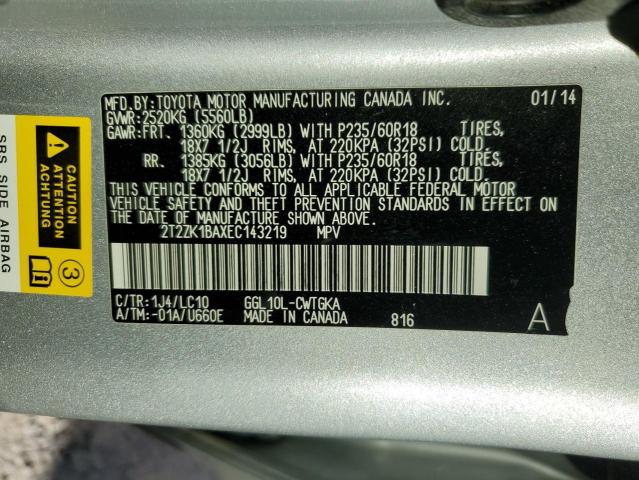 MFD.BY:TOYOTA MOTOR MANUFACTURING CANADA INC. 01/14
GVWR:2520KG (5560LB)
GAWR:FRT. 1360KG (2999LB) WITH P235/60R18 TIRES,
18X7 1/2J RIMS, AT 220KPA (32PSI) COLD.
RR. 1385KG (3056LB) WITH P235/60R18 TIRES,
18X7 1/2J RIMS, AT 220KPA (32PSI) COLD.
THIS VEHICLE CONFORMS TO ALL APPLICABLE FEDERAL MOTOR
VEHICLE SAFETY AND THEFT PREVENTION STANDARDS IN EFFECT ON
THE DATE OF MANUFACTURE SHOWN ABOVE.
2T2ZK1BAXEC143219 MPV
C/TR:1J4/LC10 GGL10L-CWTGKA
A/TM:-01A/U660E MADE IN CANADA 816 A
SRS SIDE AIRBAG
CAUTION
ATTENTION
ACHTUNG
3